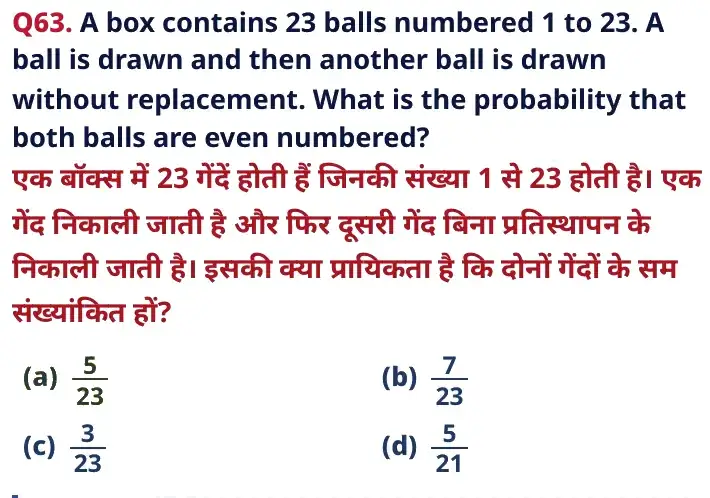 Q63. A box contains 23 balls numbered 1 to 23. A
ball is drawn and then another ball is drawn
without replacement. What is the probability that
both balls are even numbered?
एक बॉक्स में 23 गेंदें होती हैं जिनकी संख्या 1 से 23 होती है। एक
गेंद निकाली जाती है और फिर दूसरी गेंद बिना प्रतिस्थापन के
निकाली जाती है। इसकी क्या प्रायिकता है कि दोनों गेंदों के सम
संख्यांकित हों?
(a) 5/23 (b) 7/23
(c) 3/23 (d) 5/21